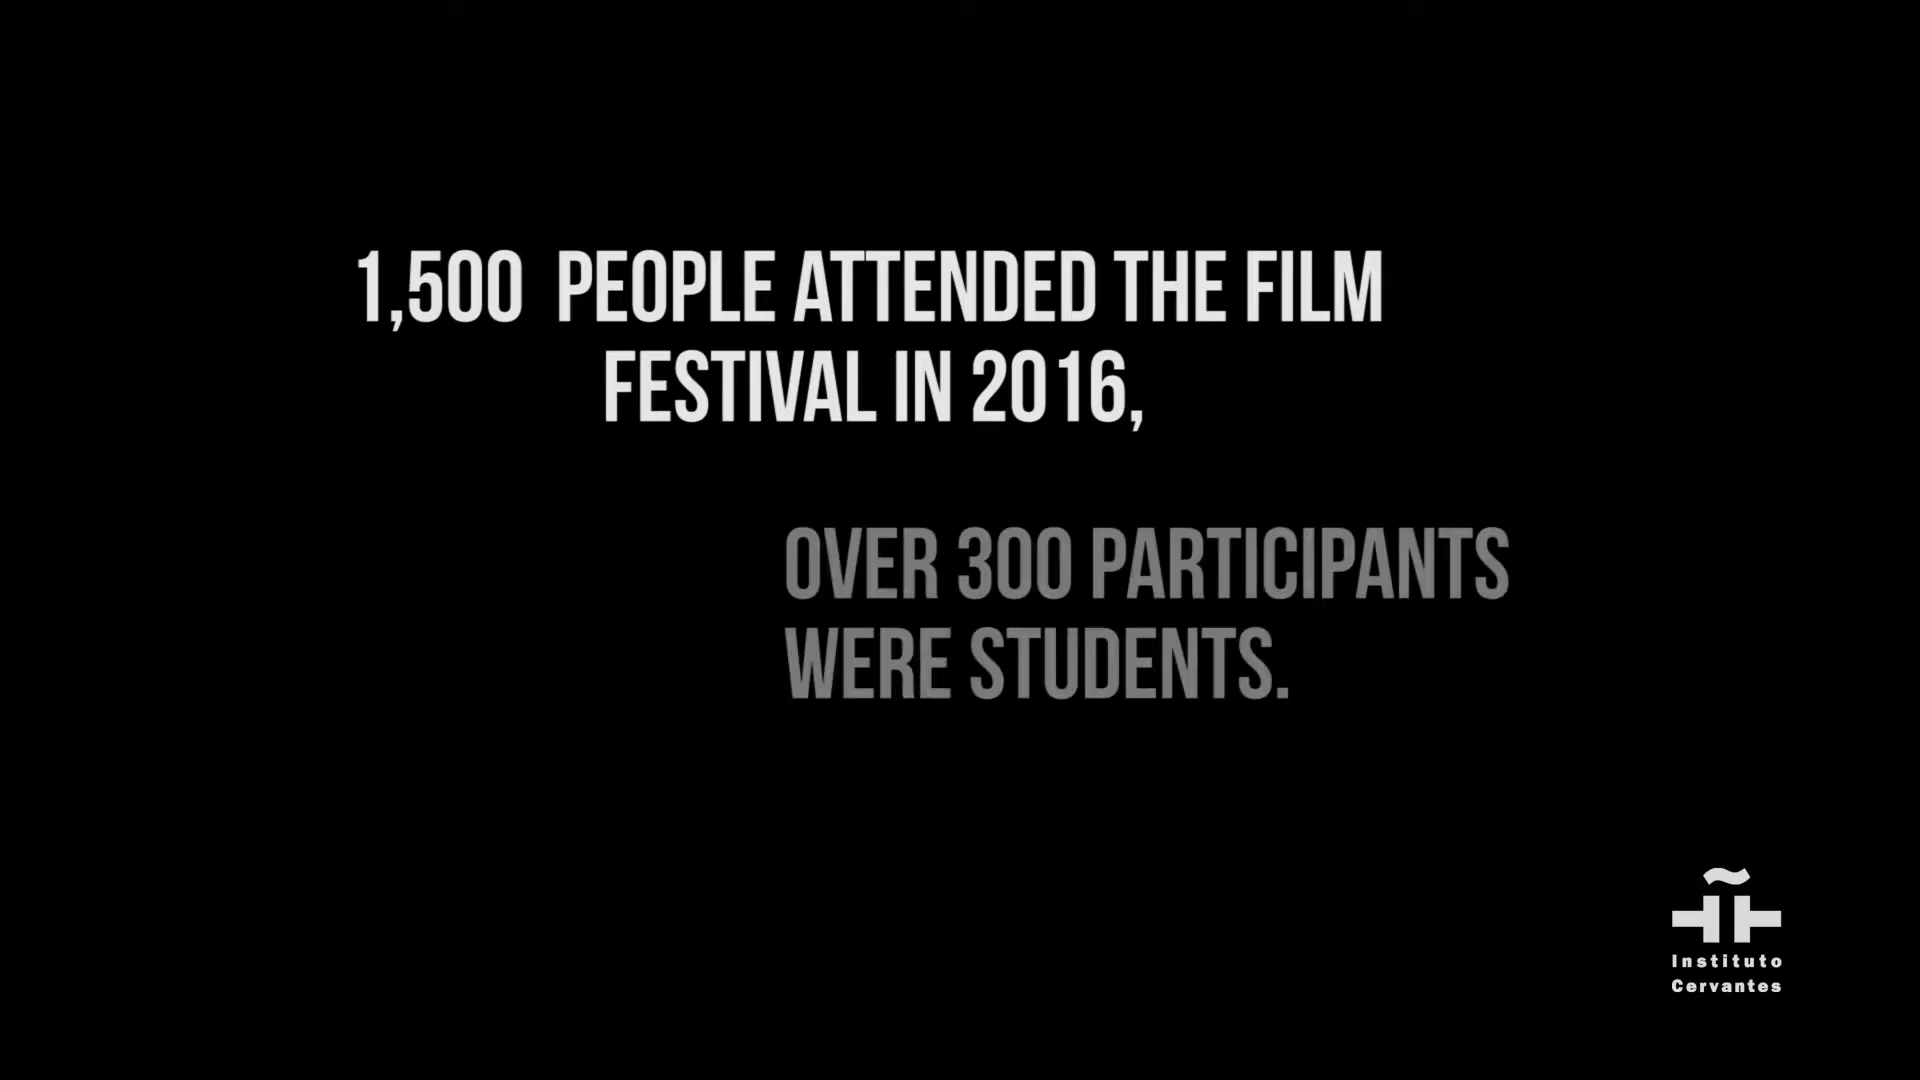 1,500 PEOPLE ATTENDED THE FILM
FESTIVAL IN 2016,
OVER 300 PARTICIPANTS
WERE STUDENTS.
Instituto
Cervantes